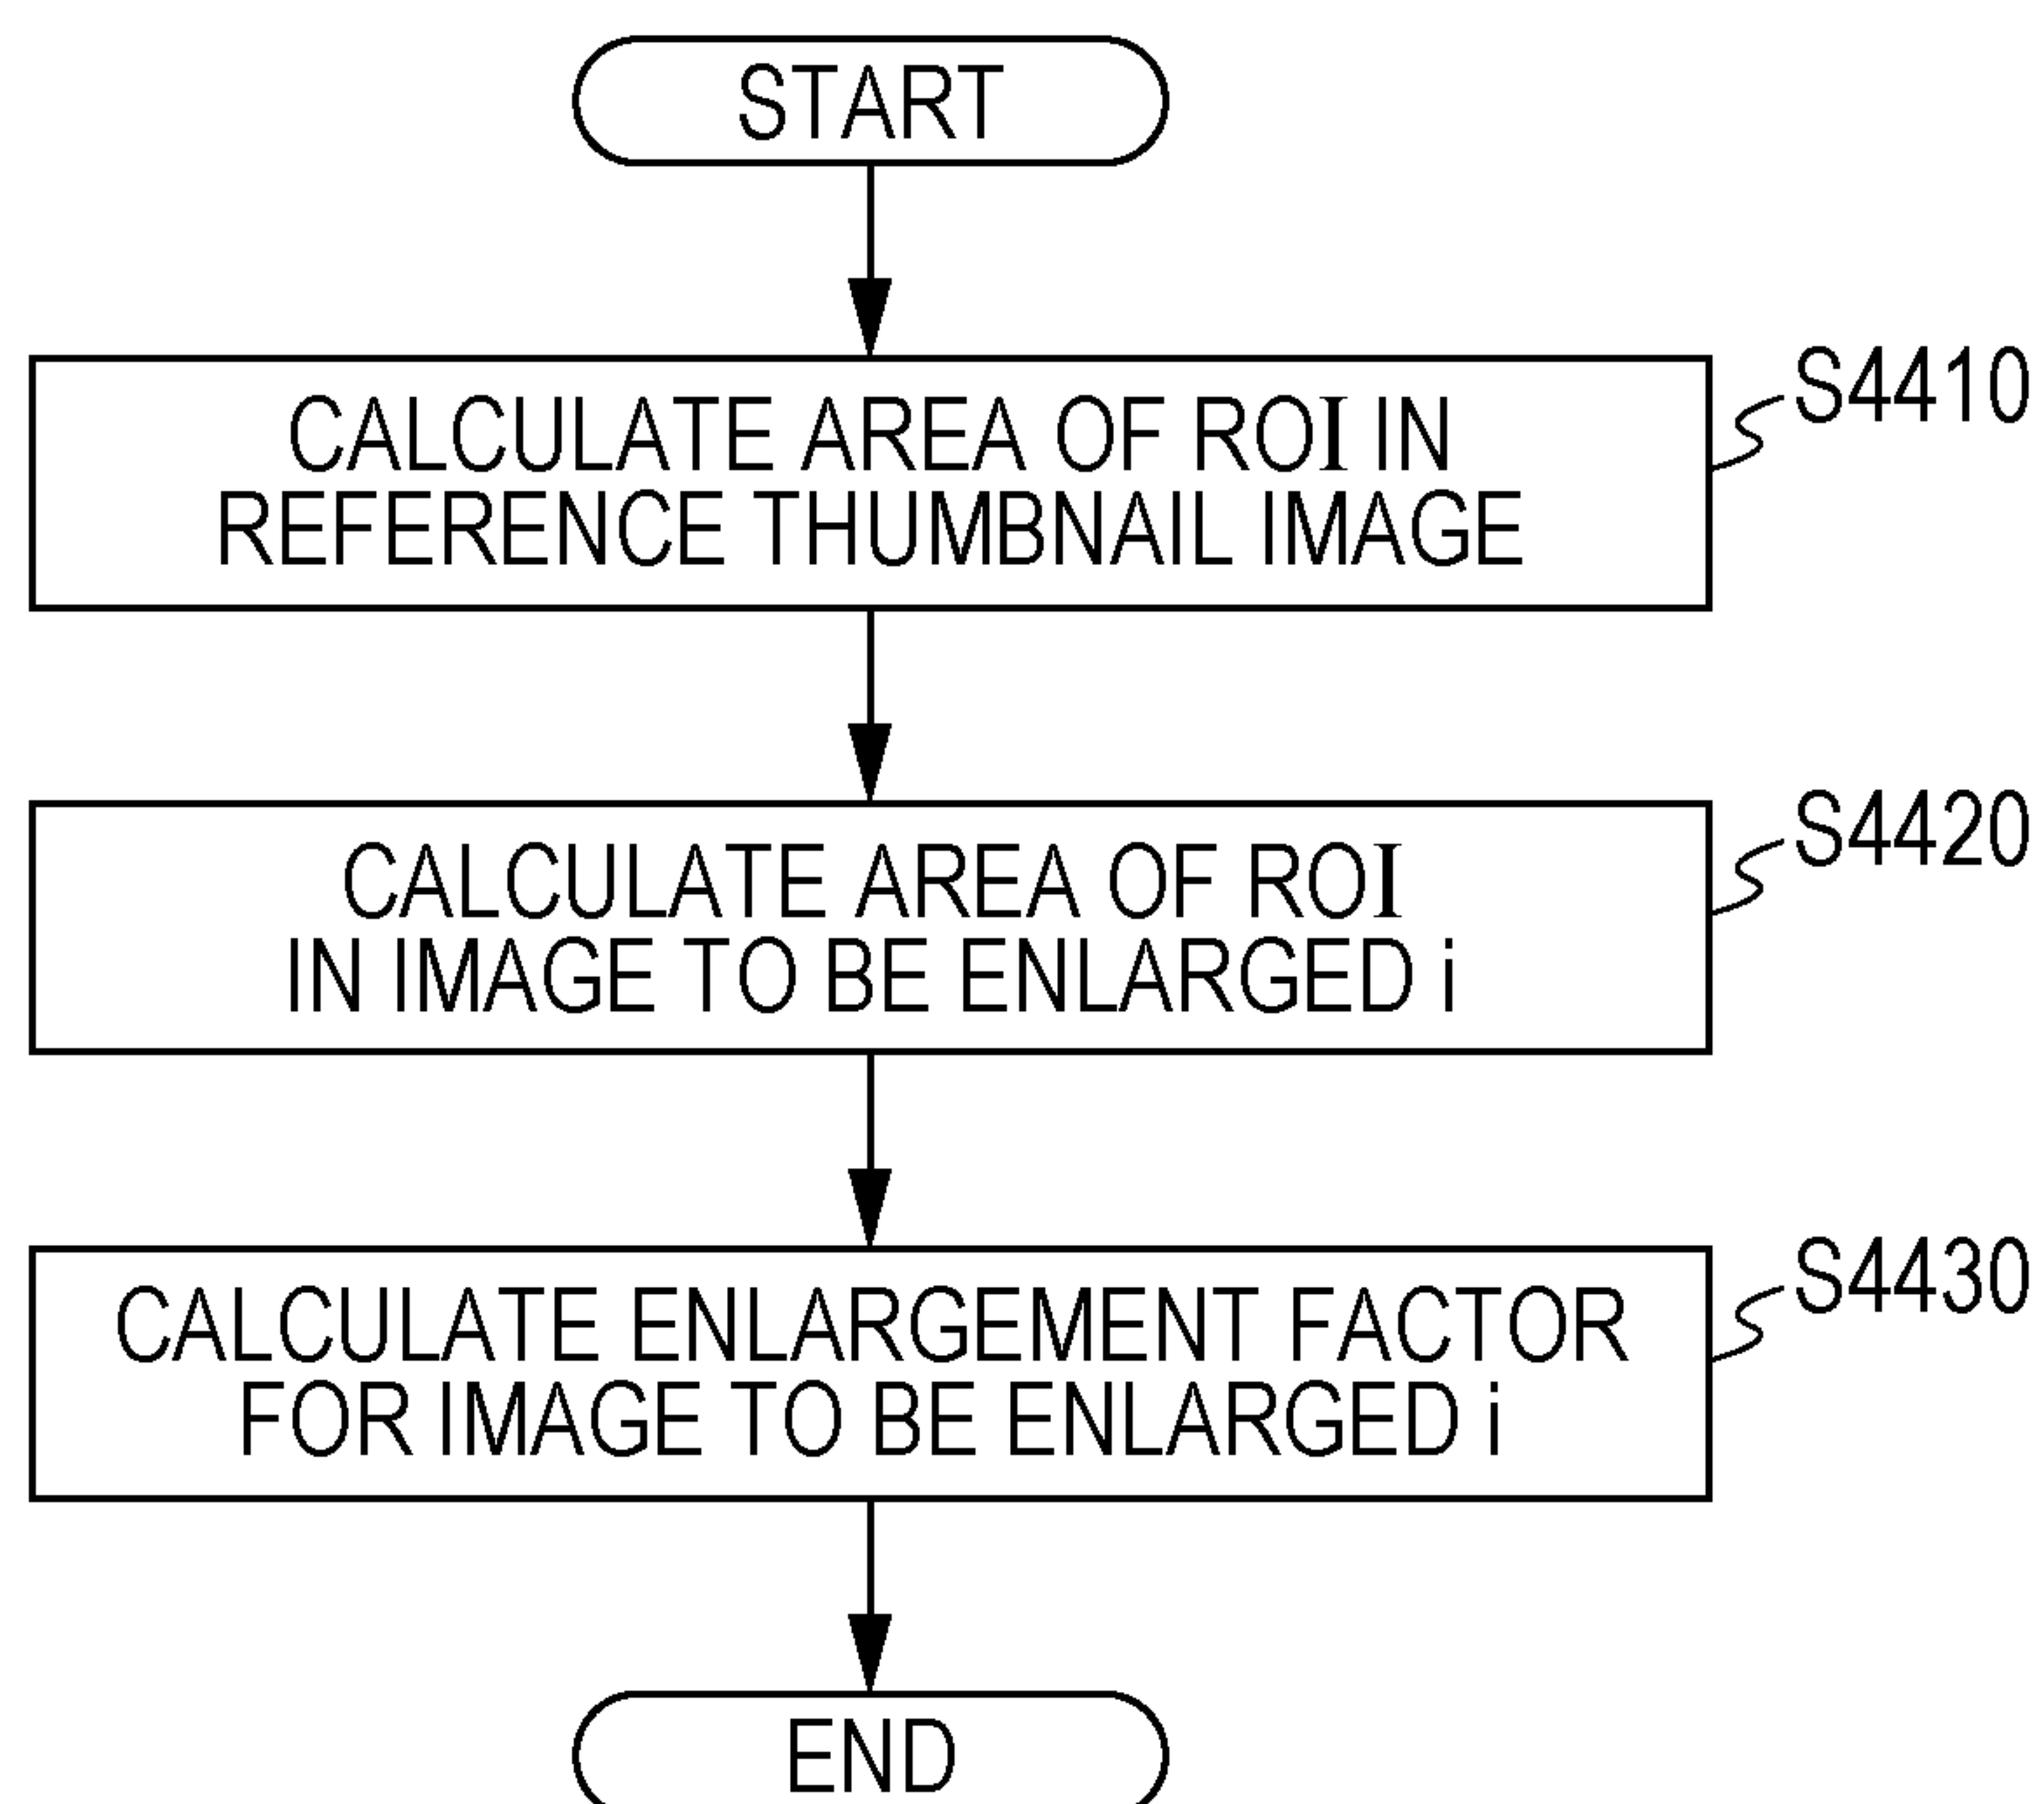 START
CALCULATE AREA OF ROI IN
REFERENCE THUMBNAIL IMAGE
S4410
CALCULATE AREA OF ROI
IN IMAGE TO BE ENLARGED i
S4420
CALCULATE ENLARGEMENT FACTOR
FOR IMAGE TO BE ENLARGED i
S4430
END